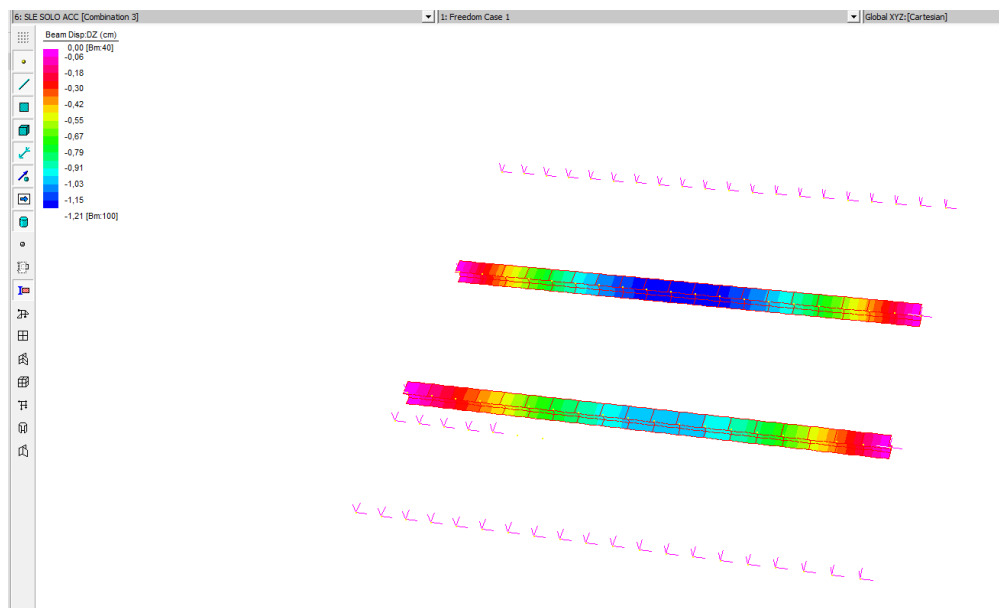 6: SLE SOLO ACC [Combination 3]
1: Freedom Case 1
Global XYZ:[Cartesian]
Beam Disp:DZ (cm)
0,00 [Bm:40]
-0,06
-0,18
-0,30
-0,42
-0,55
-0,67
-0,79
-0,91
-1,03
-1,15
-1,21 [Bm:100]